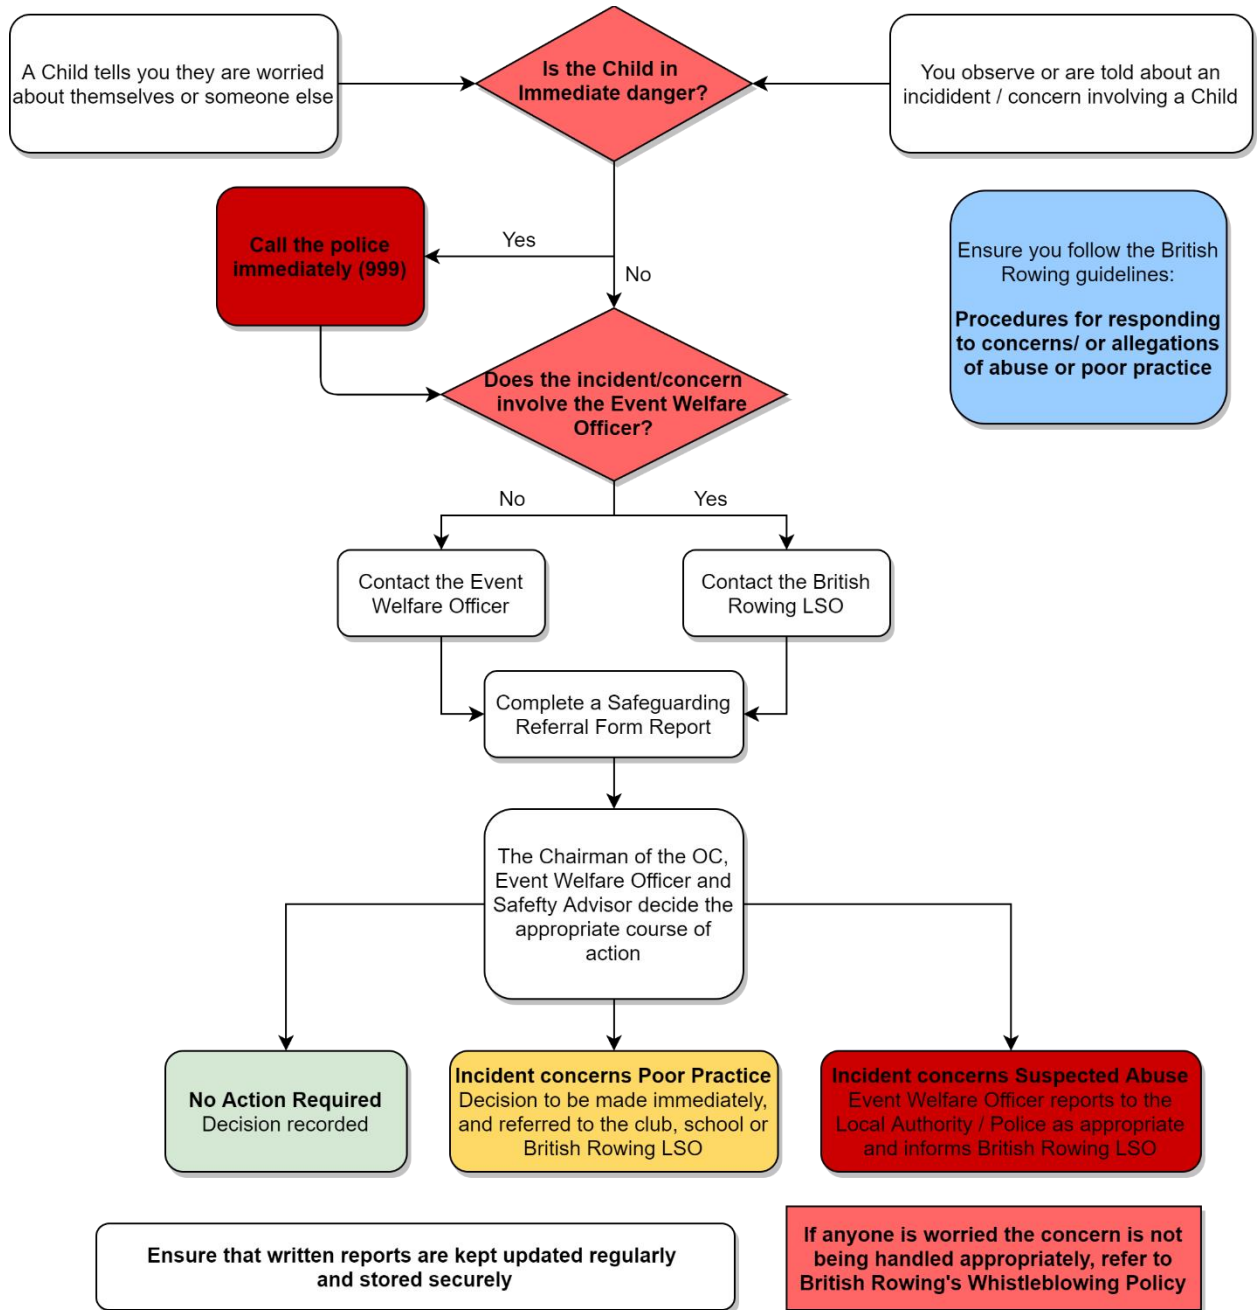 A Child tells you they are worried
about themselves or someone else
Is the Child in
Immediate danger?
You observe or are told about an
incidident / concern involving a Child
Call the police
immediately (999)
Yes
No
Ensure you follow the British
Rowing guidelines:
Procedures for responding
to concerns/ or allegations
of abuse or poor practice
Does the incident/concern
involve the Event Welfare
Officer?
No
Yes
Contact the Event
Welfare Officer
Contact the British
Rowing LSO
Complete a Safeguarding
Referral Form Report
The Chairman of the OC,
Event Welfare Officer and
Safefty Advisor decide the
appropriate course of
action
No Action Required
Decision recorded
Incident concerns Poor Practice
Decision to be made immediately,
and referred to the club, school or
British Rowing LSO
Incident concerns Suspected Abuse
Event Welfare Officer reports to the
Local Authority / Police as appropriate
and informs British Rowing LSO
Ensure that written reports are kept updated regularly
and stored securely
If anyone is worried the concern is not
being handled appropriately, refer to
British Rowing's Whistleblowing Policy